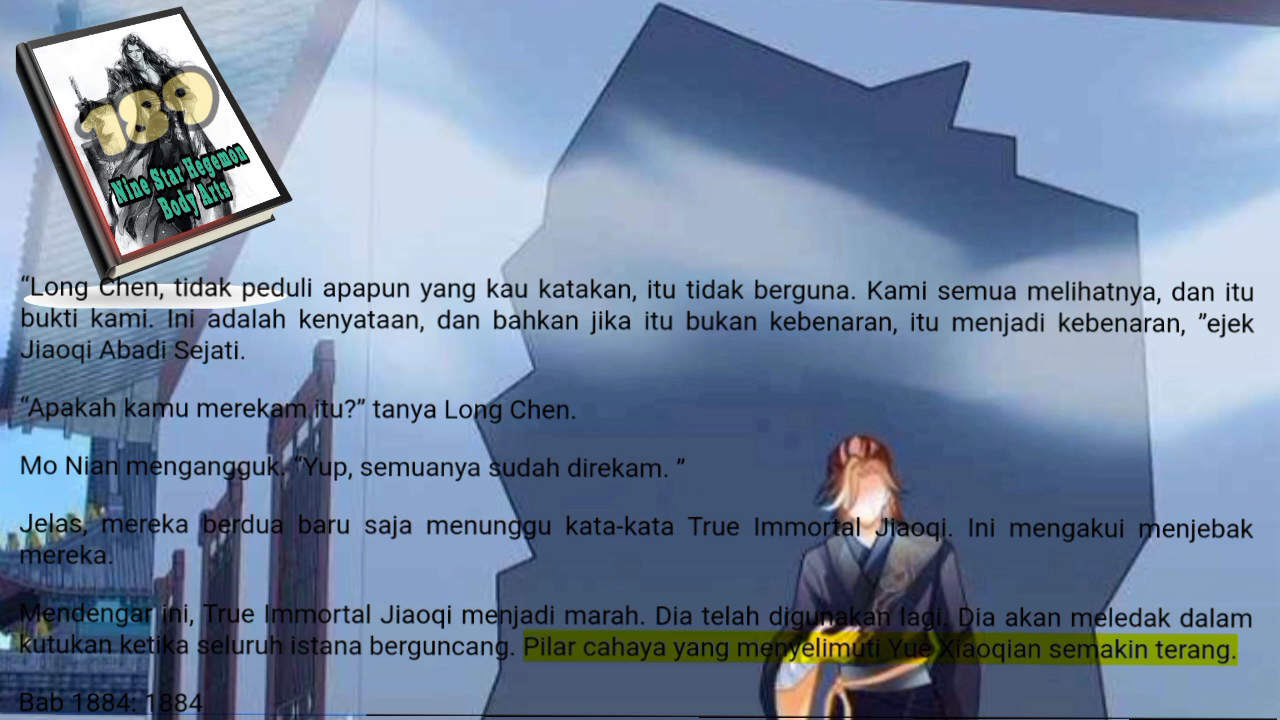 189
Nine Star Hegemon
Body Arts
“Long Chen, tidak peduli apapun yang kau katakan, itu tidak berguna. Kami semua melihatnya, dan itu
bukti kami. Ini adalah kenyataan, dan bahkan jika itu bukan kebenaran, itu menjadi kebenaran, ”ejek
Jiaoqi Abadi Sejati.
“Apakah kamu merekam itu?” tanya Long Chen.
Mo Nian mengangguk. “Yup, semuanya sudah direkam. ”
Jelas, mereka berdua baru saja menunggu kata-kata True Immortal Jiaoqi. Ini mengakui menjebak
mereka.
Mendengar ini, True Immortal Jiaoqi menjadi marah. Dia telah digunakan lagi. Dia akan meledak dalam
kutukan ketika seluruh istana berguncang. Pilar cahaya yang menyelimuti Yue Xiaoqian semakin terang.
Bab 1884: 1884